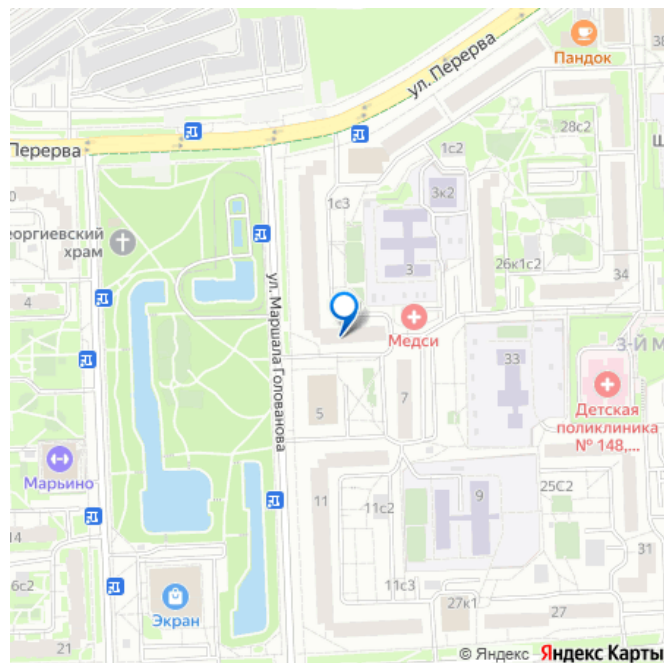 ул. Перерва
Пандок
38
28с2
Ш
Перерва
1с2
3к2
1с3
еоргиевский
храм
3
26к1с2
4
34
ул. Маршала Голованова
Медси
33
3-Й М
5
7
Детская
поликлиника
№ 148,...
Марьино
11
11с2
9
25С2
14
11с3
31
6с2
27к1
27
Экран
21
© Яндекс Яндекс Карты